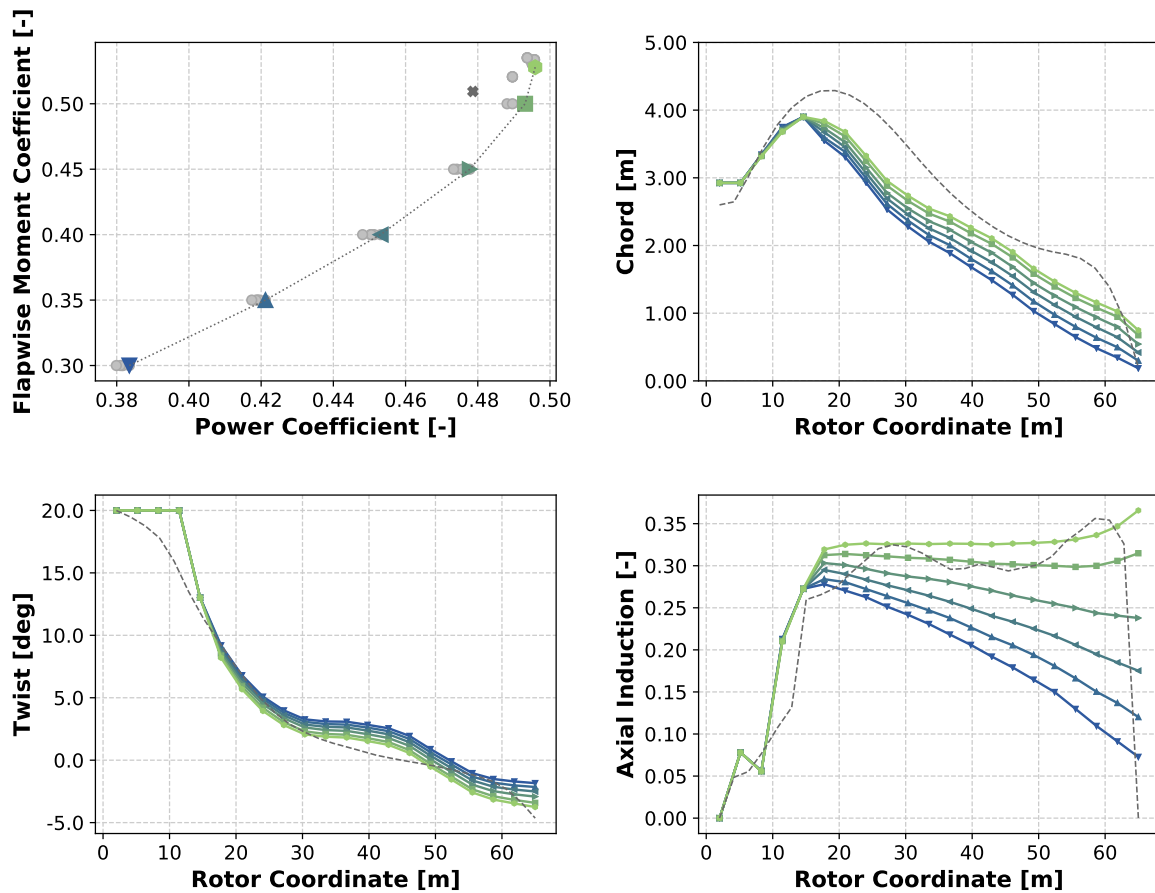 Flapwise Moment Coefficient [-]
0.50
0.45
0.40
0.35
0.30
0.38 0.40 0.42 0.44 0.46 0.48 0.50
Power Coefficient [-]
Chord [m]
5.00
4.00
3.00
2.00
1.00
0.00
0 10 20 30 40 50 60
Rotor Coordinate [m]
Twist [deg]
20.0
15.0
10.0
5.0
0.0
-5.0
0 10 20 30 40 50 60
Rotor Coordinate [m]
Axial Induction [-]
0.35
0.30
0.25
0.20
0.15
0.10
0.05
0.00
0 10 20 30 40 50 60
Rotor Coordinate [m]